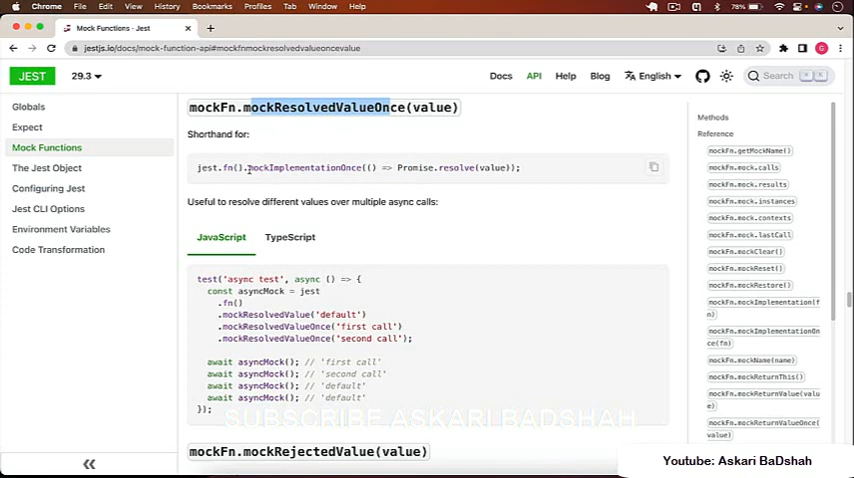 Chrome File Edit View History Bookmarks Profiles Tab Window Help 78%
Mock Functions - Jest
jestjs.io/docs/mock-function-api#mockfnmockresolvedvalueoncevalue
JEST 29.3 Docs API Help Blog English Search K
Globals
Expect
Mock Functions
The Jest Object
Configuring Jest
Jest CLI Options
Environment Variables
Code Transformation
mockFn.mockResolvedValueOnce(value)
Shorthand for:
jest.fn().mockImplementationOnce(() => Promise.resolve(value));
Useful to resolve different values over multiple async calls:
JavaScript TypeScript
test('async test', async () => {
const asyncMock = jest
.fn()
.mockResolvedValue('default')
.mockResolvedValueOnce('first call')
.mockResolvedValueOnce('second call');
await asyncMock(); // 'first call'
await asyncMock(); // 'second call'
await asyncMock(); // 'default'
await asyncMock(); // 'default'
});
SUBSCRIBE ASKARI BADSHAH
mockFn.mockRejectedValue(value)
Methods
Reference
mockFn.getMockName()
mockFn.mock.calls
mockFn.mock.results
mockFn.mock.instances
mockFn.mock.contexts
mockFn.mock.lastCall
mockFn.mockClear()
mockFn.mockReset()
mockFn.mockRestore()
mockFn.mockImplementation(f
n)
mockFn.mockImplementationOn
ce(fn)
mockFn.mockName(name)
mockFn.mockReturnThis()
mockFn.mockReturnValue(valu
e)
mockFn.mockReturnValueOnce(
value)
Youtube: Askari BaDshah